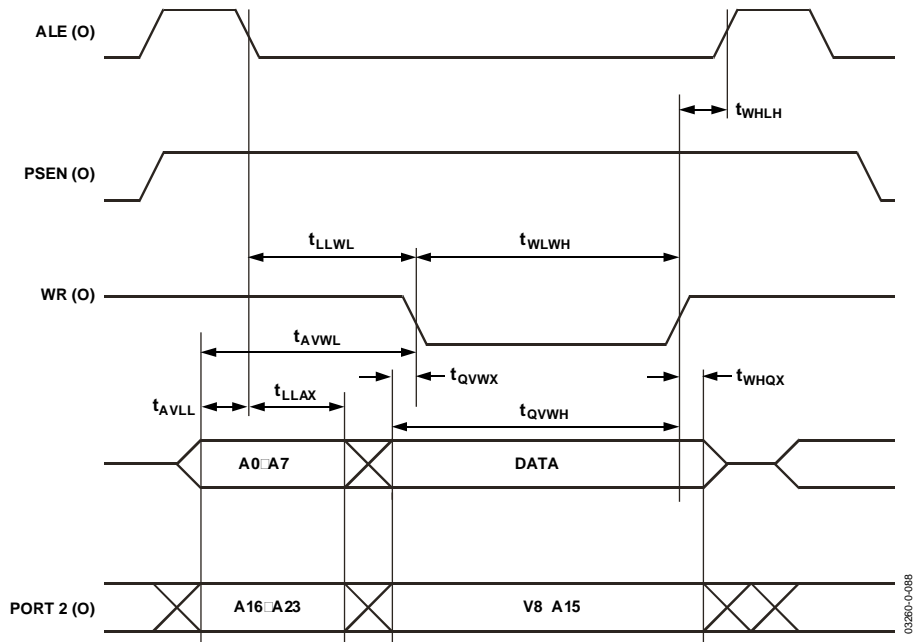 ALE (O)
tWHLH
PSEN (O)
tLLWL
tWLWH
WR (O)
tAVWL
tQVWX
tWHQX
tAVLL
tLLAX
tQVWH
A0□A7
DATA
PORT 2 (O)
A16□A23
V8 A15
03260-0-088